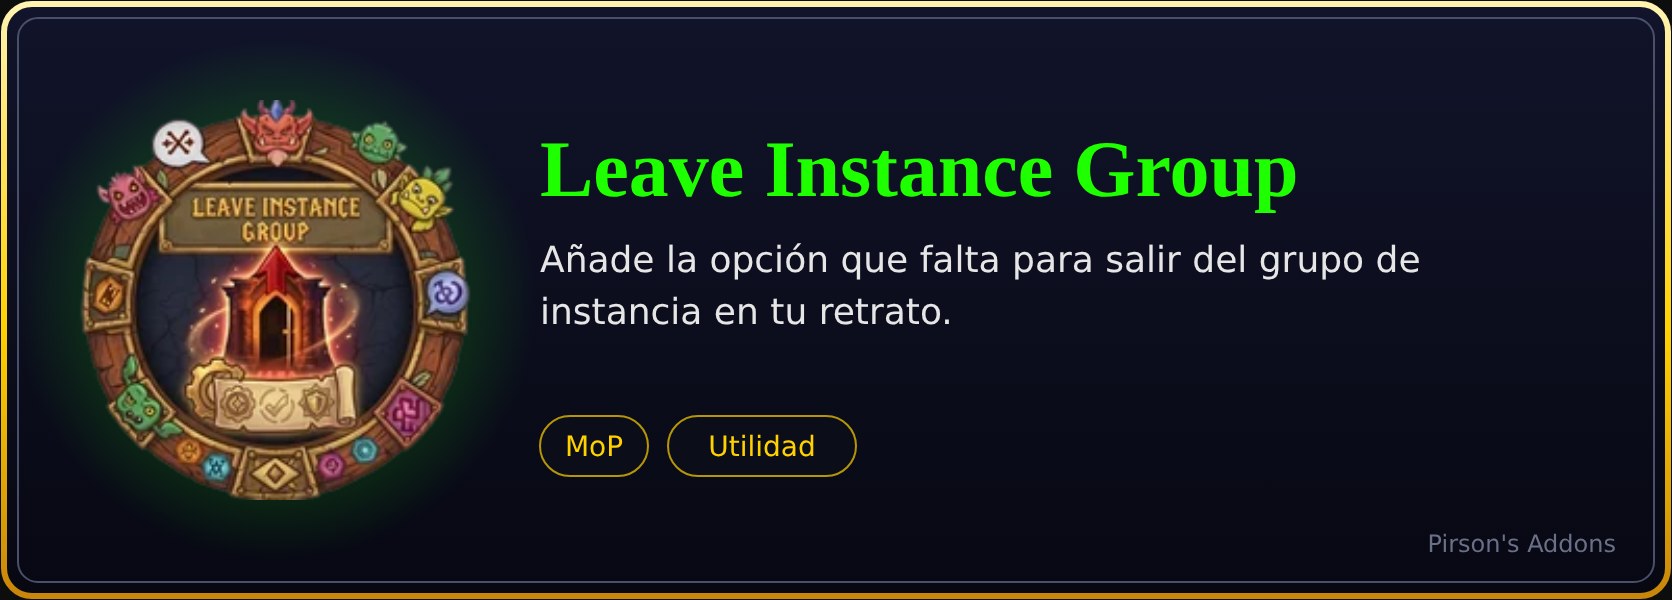 LEAVE INSTANCE
GROUP
Leave Instance Group
Añade la opción que falta para salir del grupo de
instancia en tu retrato.
MoP
Utilidad
Pirson's Addons